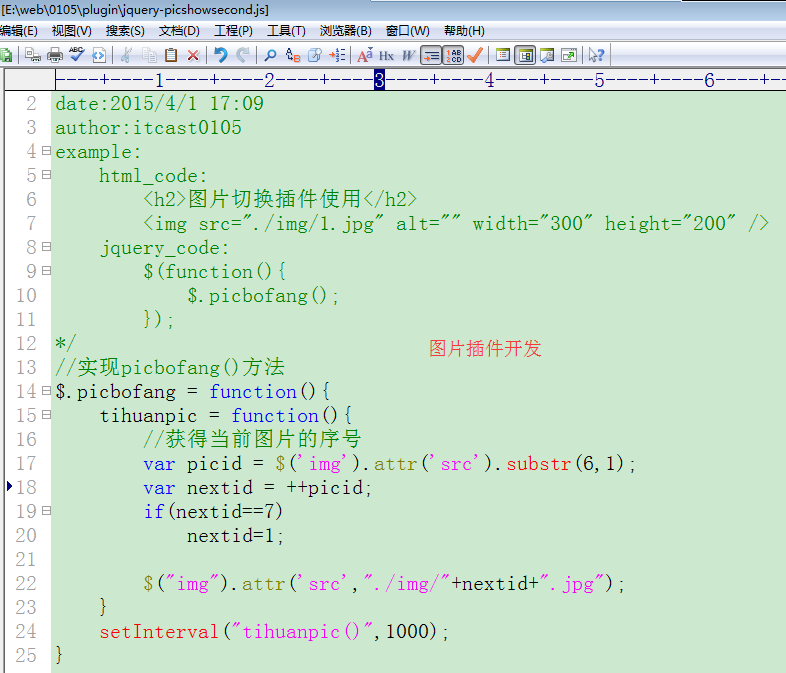 [E:\web\0105\plugin\jquery-picshowsecond.js]
编辑(E) 视图(V) 搜索(S) 文档(D) 工程(P) 工具(T) 浏览器(B) 窗口(W) 帮助(H)
----+----1----+----2----+----3----+----4----+----5----+----6----+--
2 date:2015/4/1 17:09
3 author:itcast0105
4 example:
5     html_code:
6         <h2>图片切换插件使用</h2>
7         <img src="./img/1.jpg" alt="" width="300" height="200" />
8     jquery_code:
9         $(function(){
10             $.picbofang();
11         });
12 */
图片插件开发
13 //实现picbofang()方法
14 $.picbofang = function(){
15     tihuanpic = function(){
16         //获得当前图片的序号
17         var picid = $('img').attr('src').substr(6,1);
18         var nextid = ++picid;
19         if(nextid==7)
20             nextid=1;
21
22         $("img").attr('src',"./img/"+nextid+".jpg");
23     }
24     setInterval("tihuanpic()",1000);
25 }